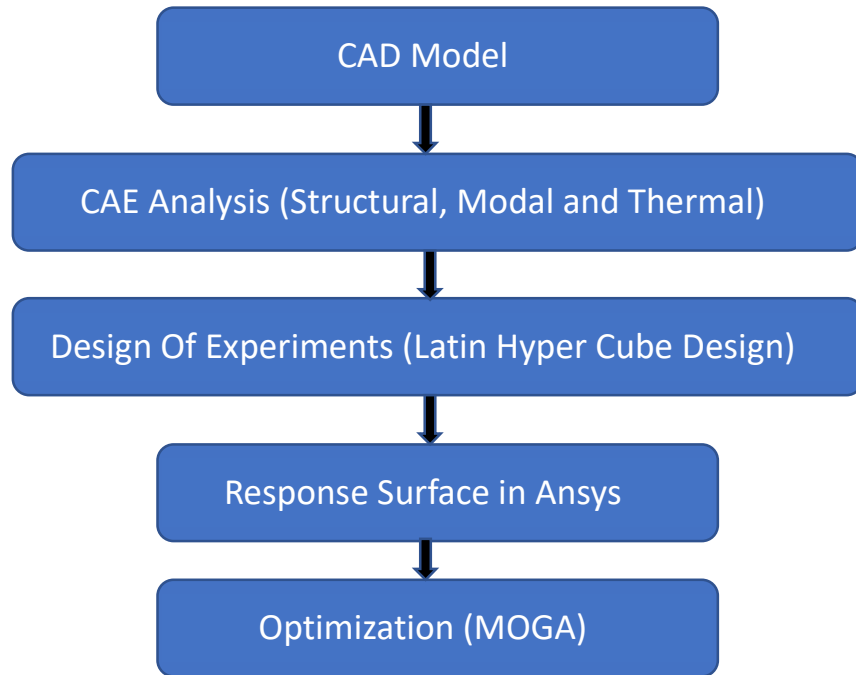 CAD Model
CAE Analysis (Structural, Modal and Thermal)
Design Of Experiments (Latin Hyper Cube Design)
Response Surface in Ansys
Optimization (MOGA)